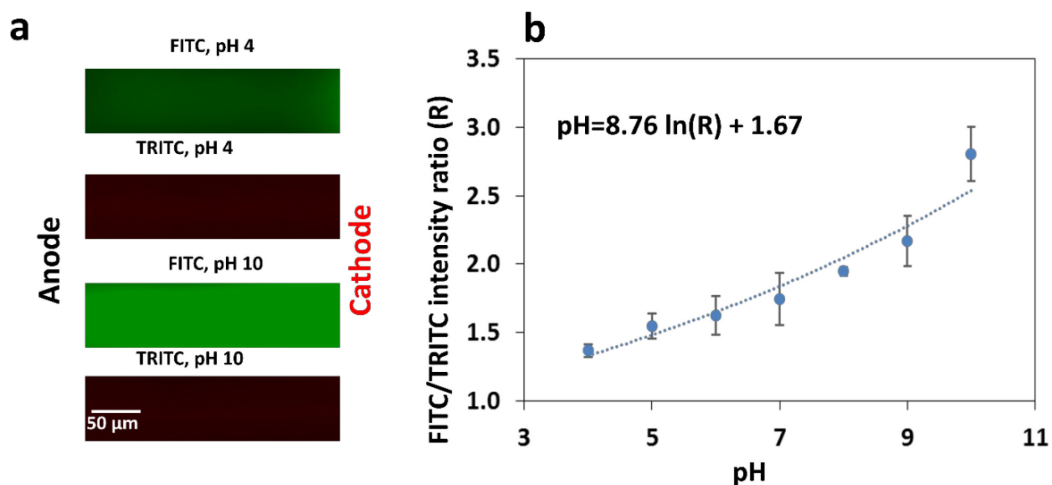 a
FITC, pH 4
TRITC, pH 4
FITC, pH 10
TRITC, pH 10
50 µm
Anode
Cathode
b
pH=8.76 ln(R) + 1.67
FITC/TRITC intensity ratio (R)
3.5
3.0
2.5
2.0
1.5
1.0
3 5 7 9 11
pH